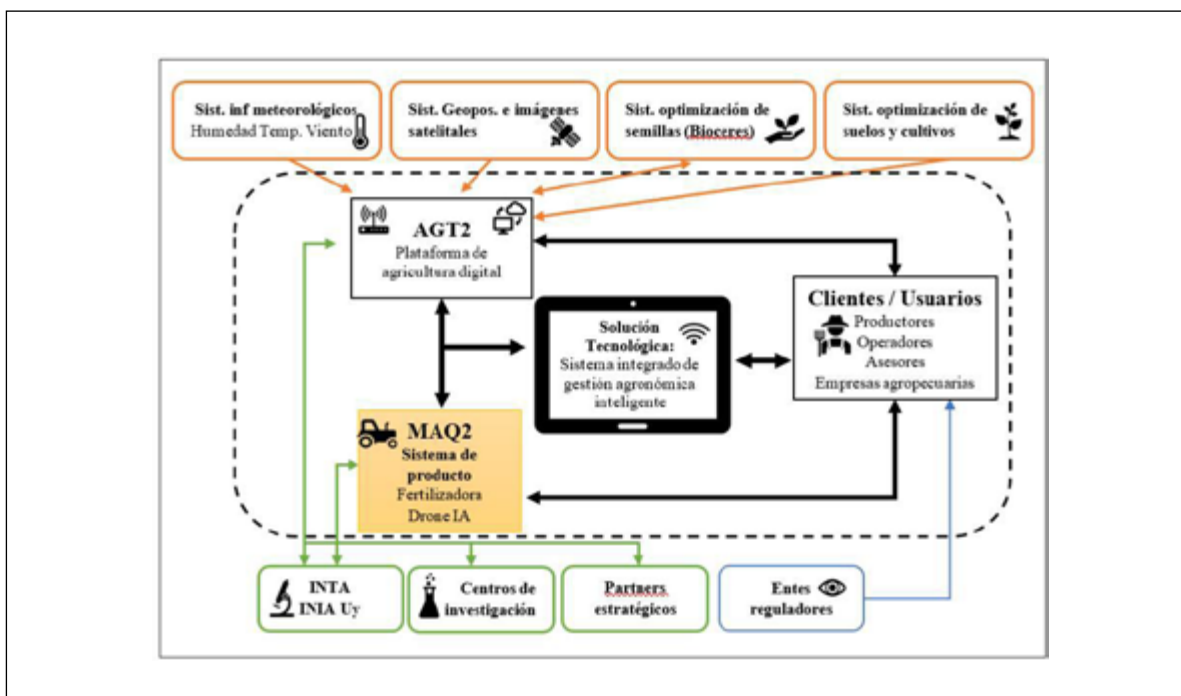 Sist. inf meteorológicos
Humedad Temp. Viento
Sist. Geopos. e imágenes
satelitales
Sist. optimización de
semillas (Bioceres)
Sist. optimización de
suelos y cultivos
AGT2
Plataforma de
agricultura digital
Clientes / Usuarios
Productores
Operadores
Asesores
Empresas agropecuarias
Solución
Tecnológica:
Sistema integrado de
gestión agronómica
inteligente
MAQ2
Sistema de
producto
Fertilizadora
Drone IA
INTA
INIA Uy
Centros de
investigación
Partners
estratégicos
Entes
reguladores